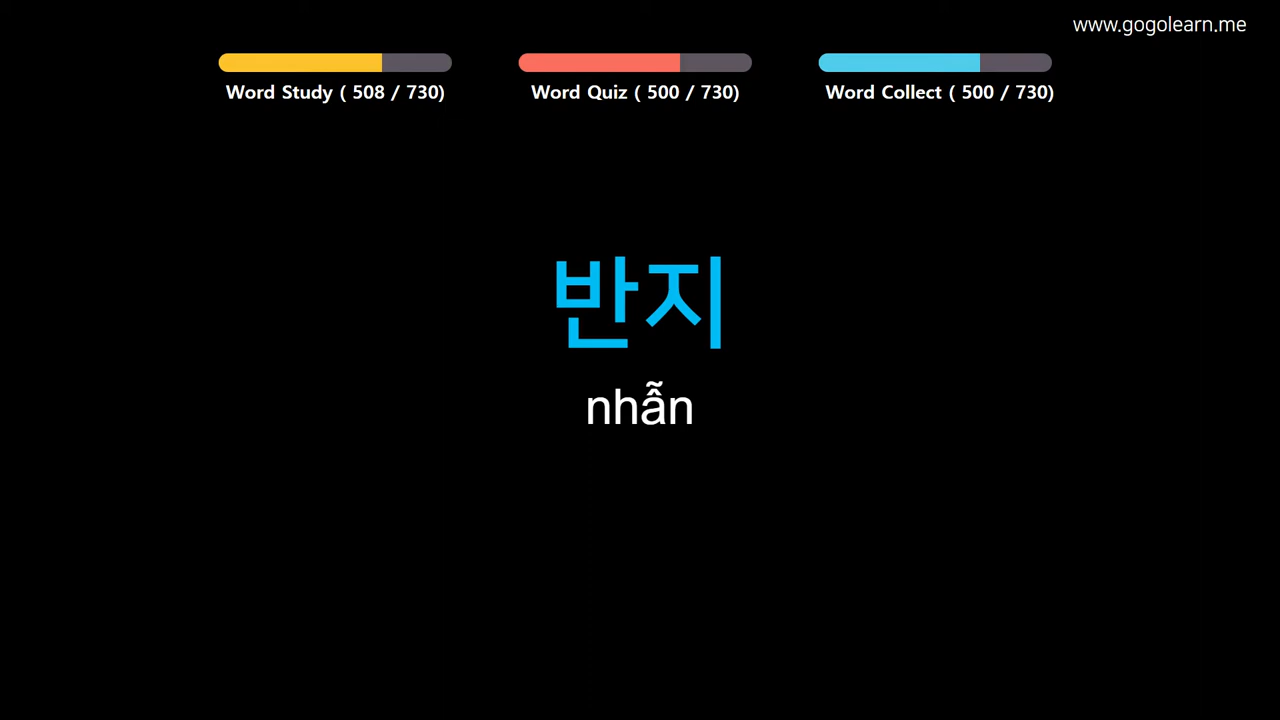 www.gogolearn.me
Word Study ( 508 / 730)
Word Quiz ( 500 / 730)
Word Collect ( 500 / 730)
반지
nhẫn